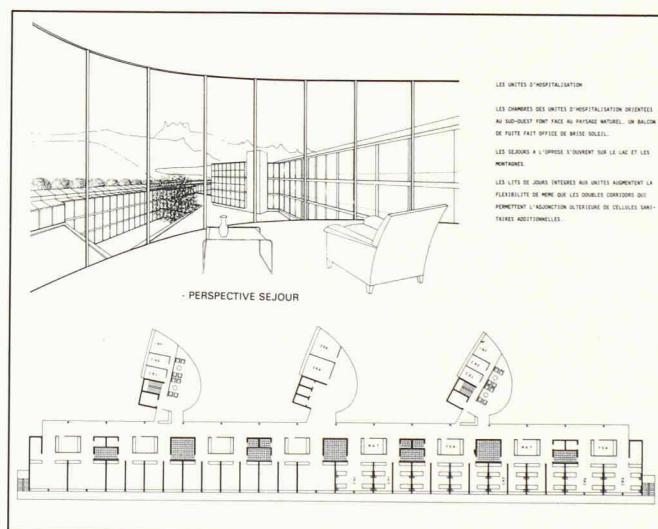 LES UNITES D'HOSPITALISATION
LES CHAMBRES DES UNITES D'HOSPITALISATION ORIENTEES
AU SUD-OUEST FONT FACE AU PAYSAGE NATUREL. UN BALCON
DE FUITE FAIT OFFICE DE BRISE SOLEIL.
LES SEJOURS A L'OPPOSE S'OUVRENT SUR LE LAC ET LES
MONTAGNES.
LES LITS DE JOURS INTEGRES AUX UNITES AUGMENTENT LA
FLEXIBILITE DE MEME QUE LES DOUBLES CORRIDORS QUI
PERMETTENT L'ADJONCTION ULTERIEURE DE CELLULES SANI-
TAIRES ADDITIONNELLES.
- PERSPECTIVE SEJOUR